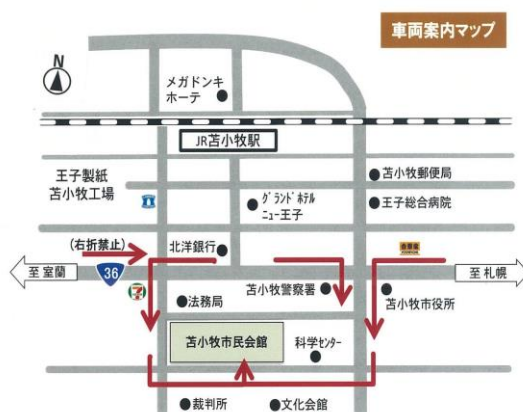 車両案内マップ
N
メガドンキ
ホーテ
JR苫小牧駅
王子製紙
苫小牧工場
苫小牧郵便局
グランドホテル
ニュー王子
王子総合病院
(右折禁止)
北洋銀行
至 室蘭
36
至 札幌
7
法務局
苫小牧警察署
苫小牧市役所
苫小牧市民会館
科学センター
裁判所
文化会館